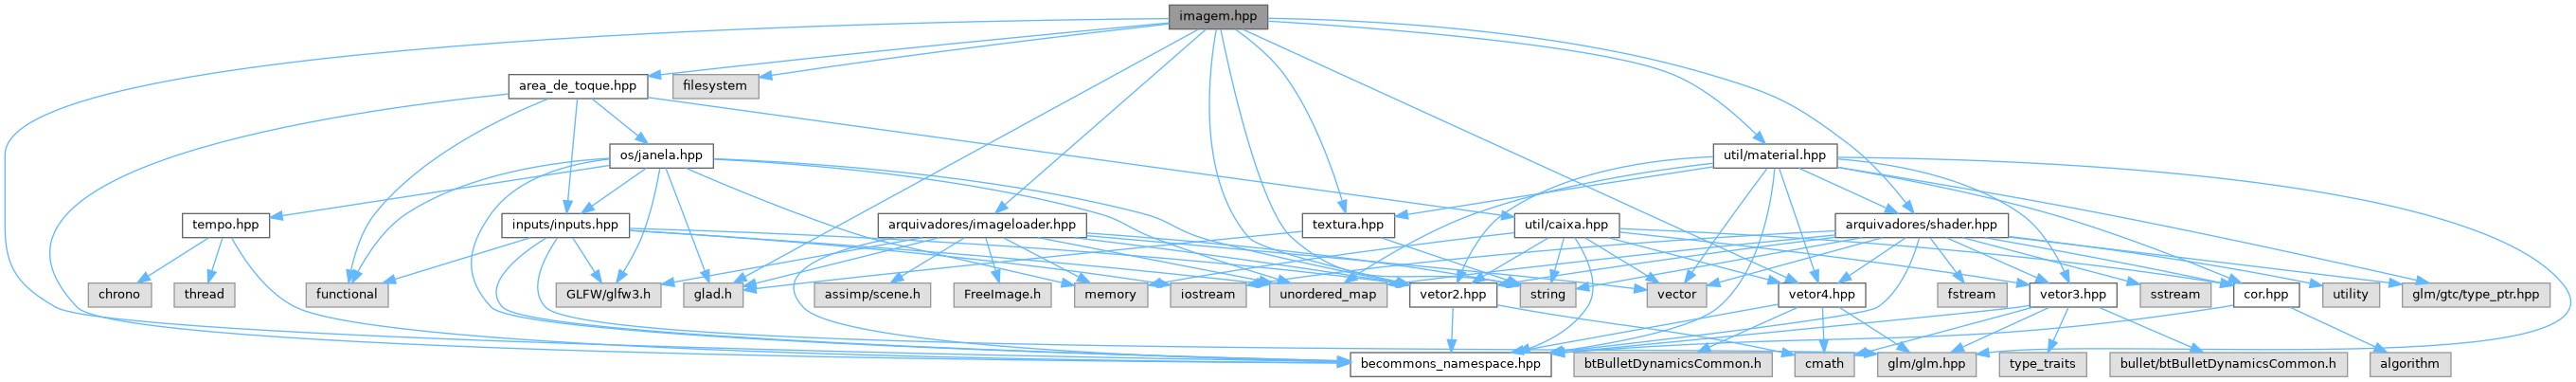 imagem.hpp
area_de_toque.hpp
filesystem
os/janela.hpp
util/material.hpp
tempo.hpp
inputs/inputs.hpp
arquivadores/imageloader.hpp
textura.hpp
util/caixa.hpp
arquivadores/shader.hpp
chrono
thread
functional
GLFW/glfw3.h
glad.h
assimp/scene.h
FreeImage.h
memory
iostream
unordered_map
vetor2.hpp
string
vector
vetor4.hpp
fstream
vetor3.hpp
sstream
cor.hpp
utility
glm/gtc/type_ptr.hpp
becommons_namespace.hpp
btBulletDynamicsCommon.h
cmath
glm/glm.hpp
type_traits
bullet/btBulletDynamicsCommon.h
algorithm